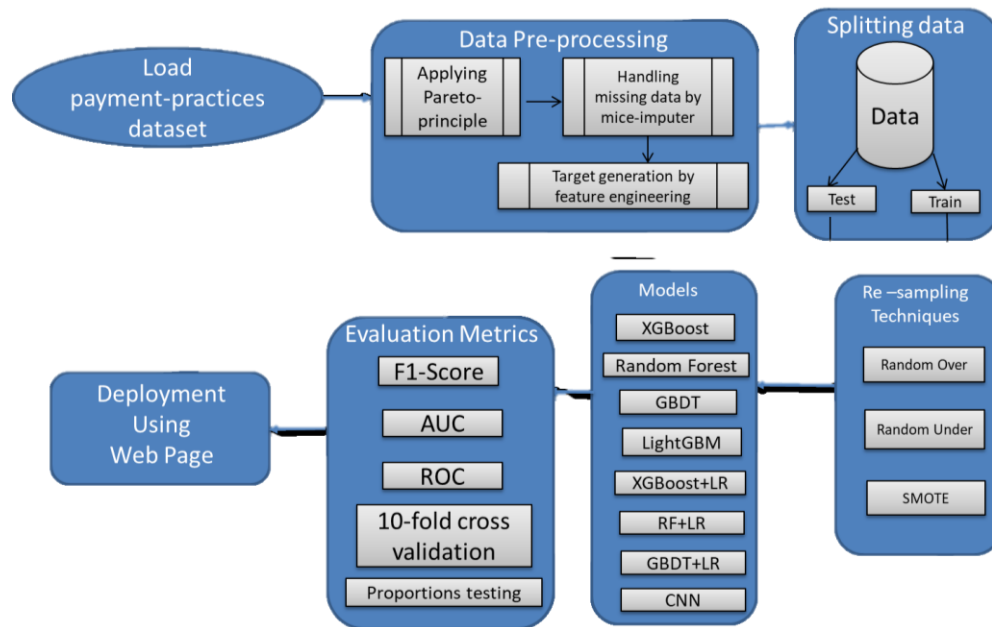 Load
payment-practices
dataset
Data Pre-processing
Applying
Pareto-
principle
Handling
missing data by
mice-imputer
Target generation by
feature engineering
Splitting data
Data
Test
Train
Deployment
Using
Web Page
Evaluation Metrics
F1-Score
AUC
ROC
10-fold cross
validation
Proportions testing
Models
XGBoost
Random Forest
GBDT
LightGBM
XGBoost+LR
RF+LR
GBDT+LR
CNN
Re –sampling
Techniques
Random Over
Random Under
SMOTE